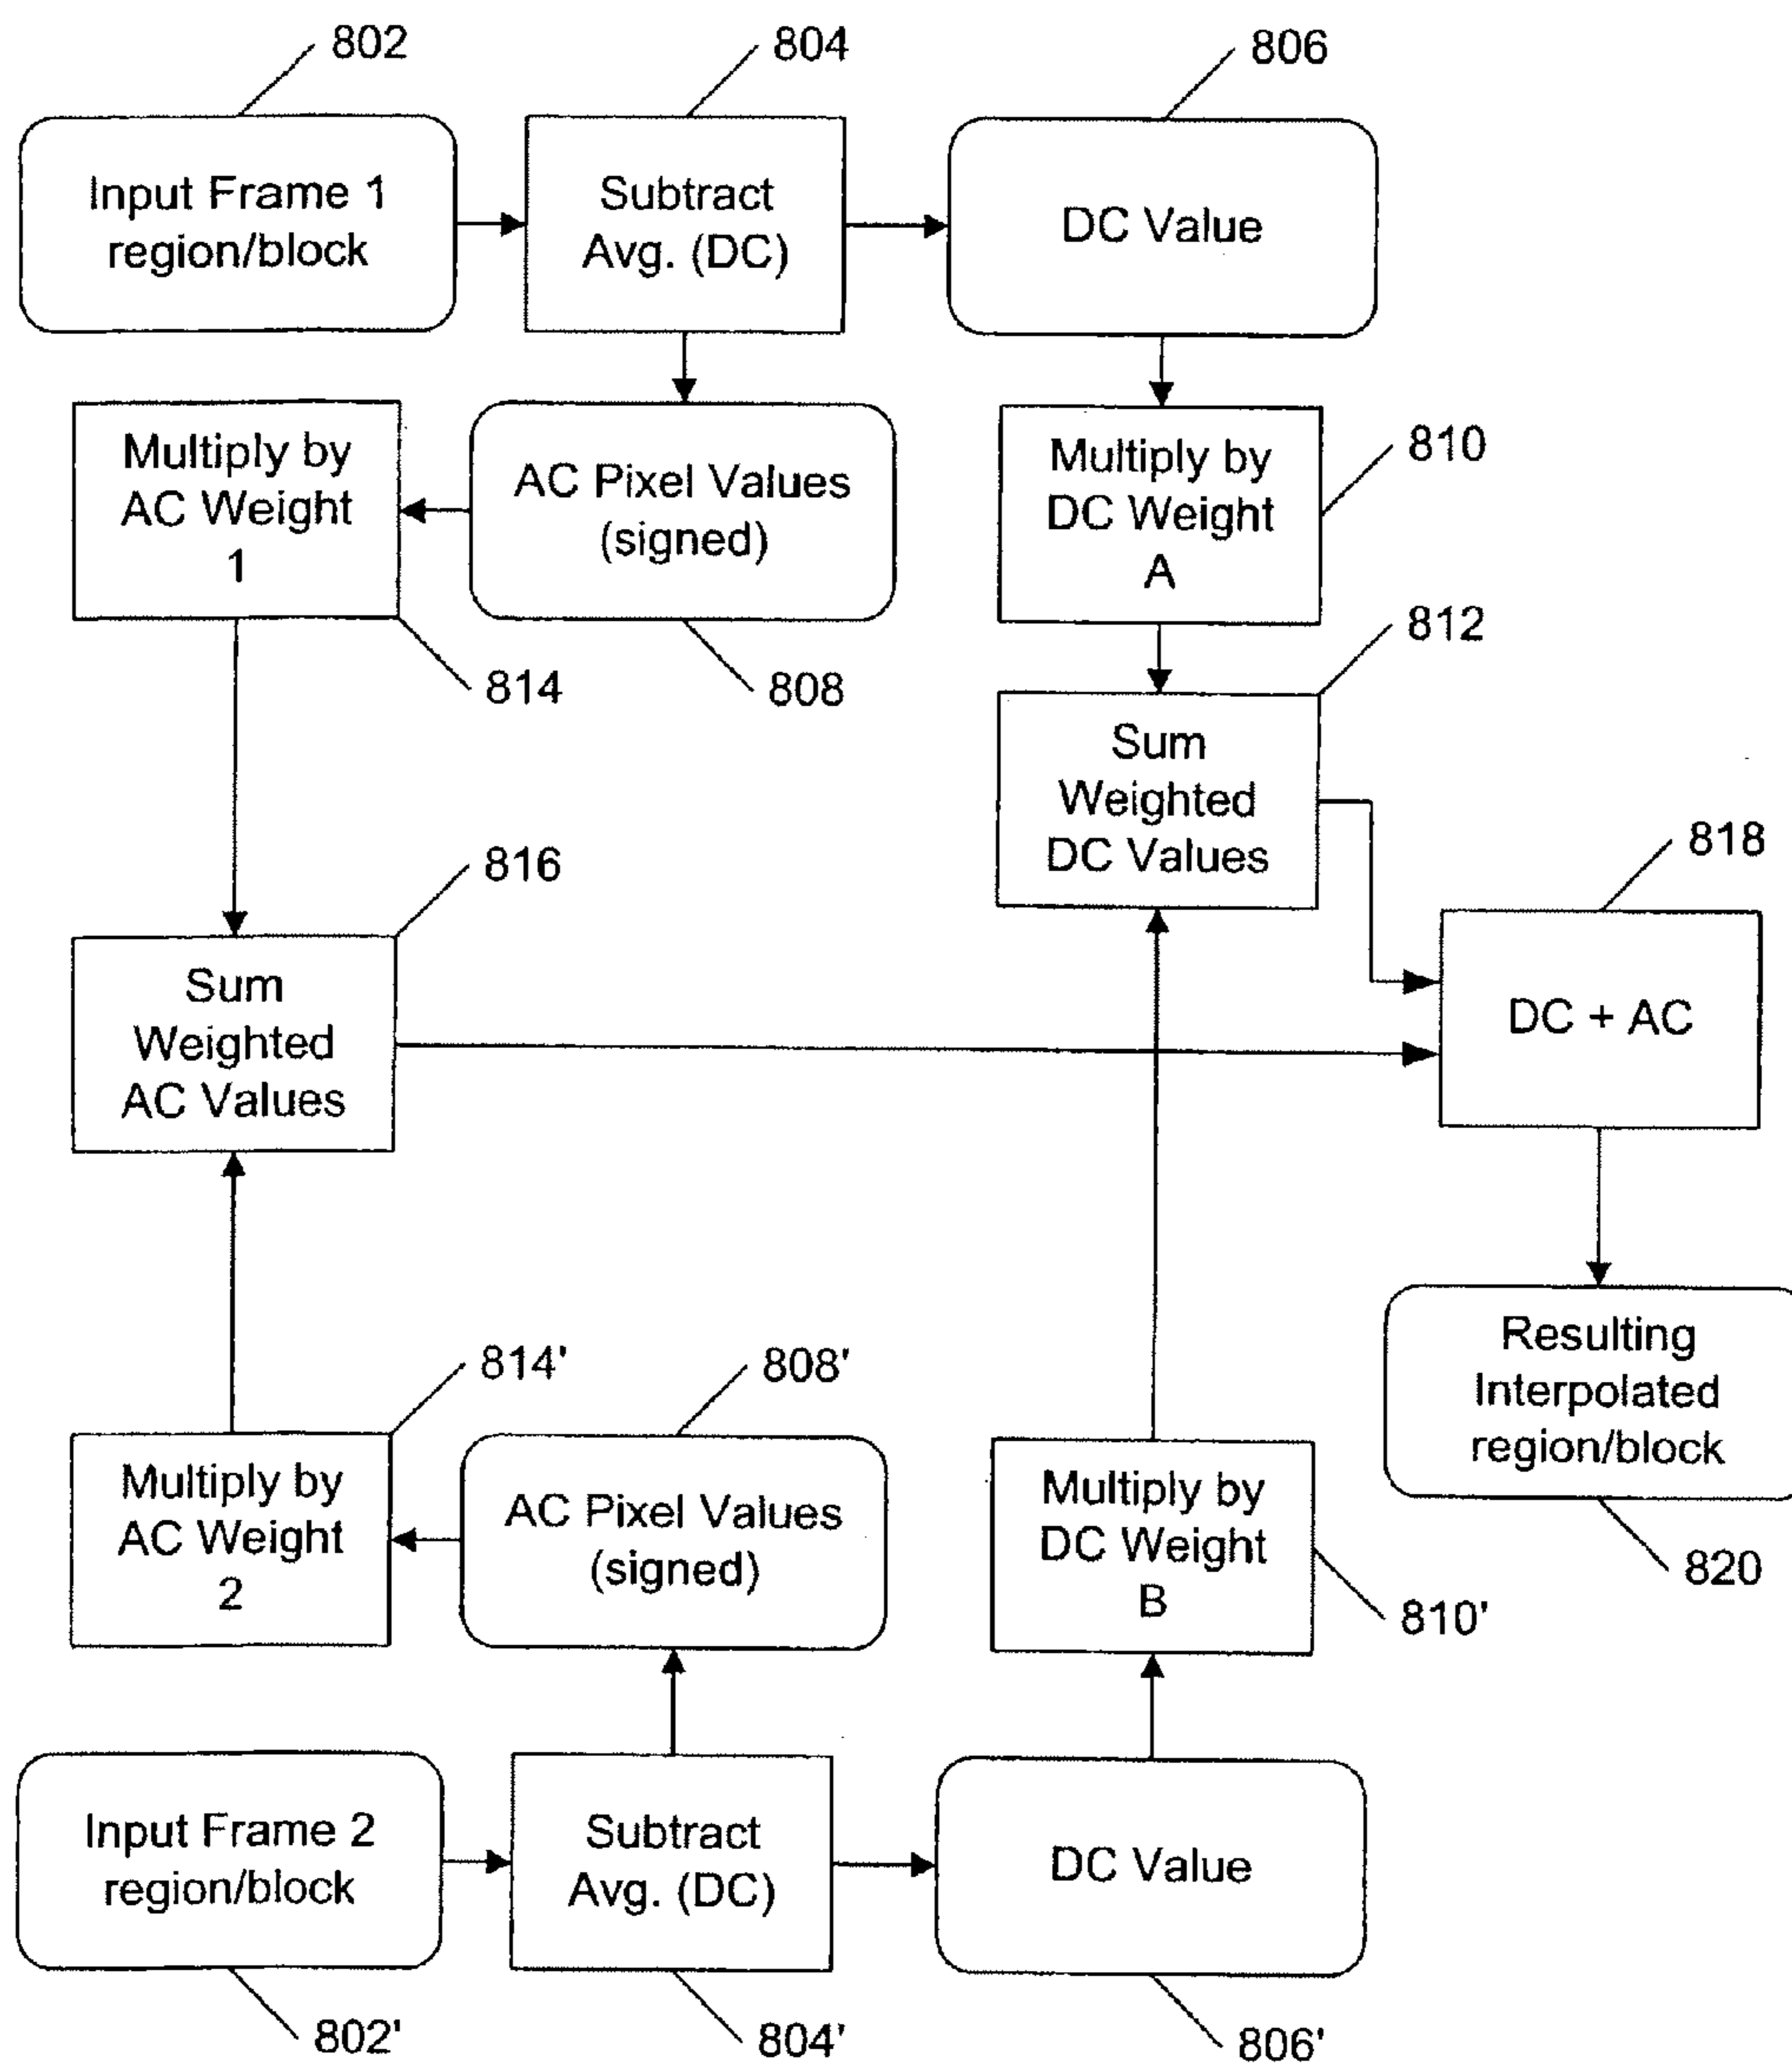 802
804
806
Input Frame 1
region/block
Subtract
Avg. (DC)
DC Value
Multiply by
AC Weight
1
AC Pixel Values
(signed)
Multiply by
DC Weight
A
810
812
814
808
Sum
Weighted
DC Values
818
816
Sum
Weighted
AC Values
DC + AC
814'
808'
Resulting
Interpolated
region/block
Multiply by
AC Weight
2
AC Pixel Values
(signed)
Multiply by
DC Weight
B
820
810'
Input Frame 2
region/block
Subtract
Avg. (DC)
DC Value
802'
804'
806'